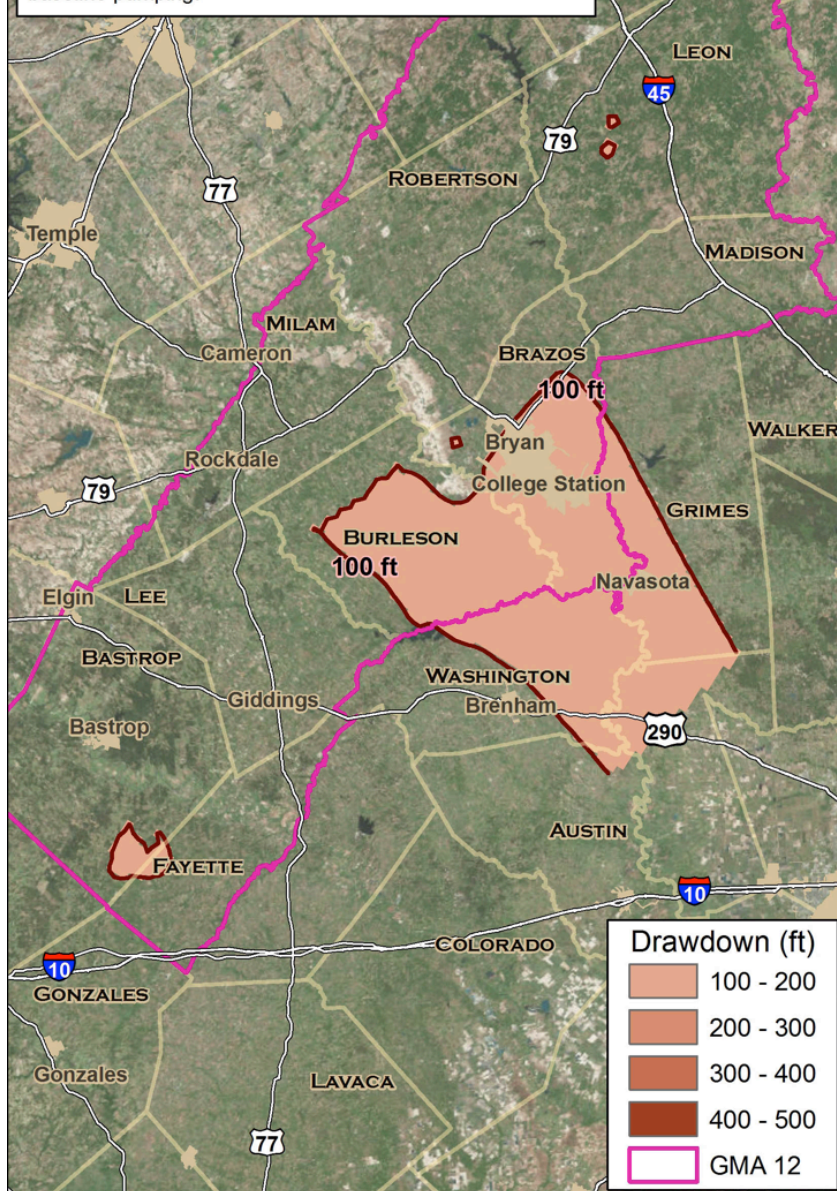 LEON
45
79
ROBERTSON
77
Temple
MADISON
MILAM
Cameron
BRAZOS
100 ft
WALKER
Bryan
Rockdale
College Station
79
GRIMES
BURLESON
100 ft
Navasota
Elgin
LEE
BASTROP
WASHINGTON
Giddings
Brenham
Bastrop
290
AUSTIN
FAYETTE
10
COLORADO
10
GONZALES
Gonzales
LAVACA
77
Drawdown (ft)
100 - 200
200 - 300
300 - 400
400 - 500
GMA 12